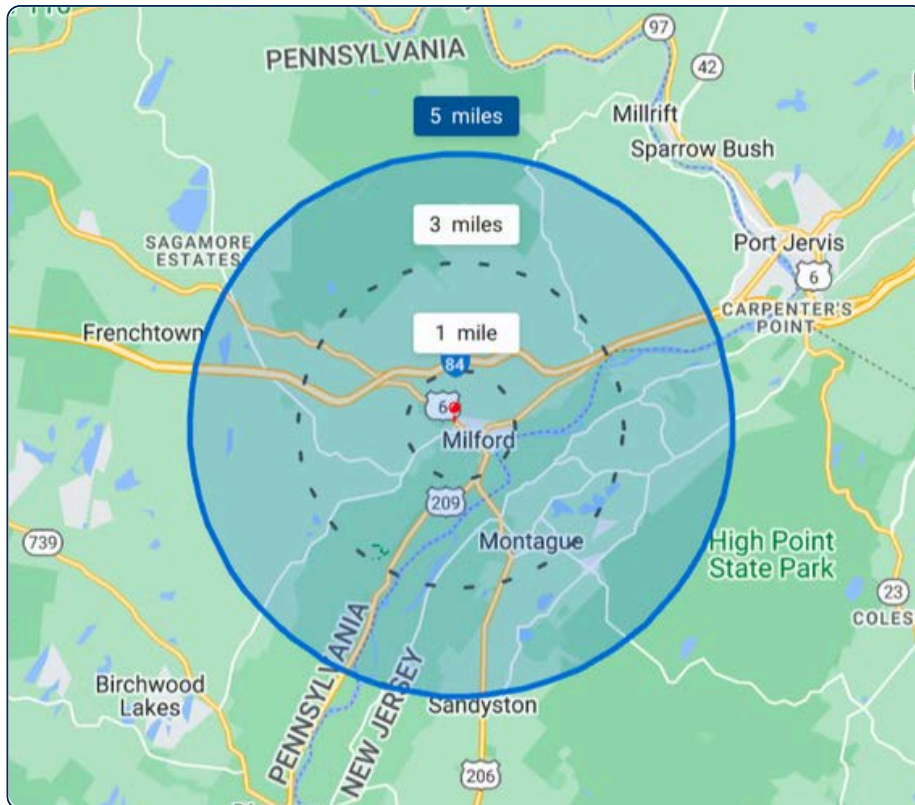 97
PENNSYLVANIA
42
5 miles
Millrift
Sparrow Bush
3 miles
SAGAMORE
ESTATES
Port Jervis
6
Frenchtown
1 mile
CARPENTER'S
POINT
84
6
Milford
209
739
Montague
High Point
State Park
23
COLES
PENNSYLVANIA
NEW JERSEY
Birchwood
Lakes
Sandyston
206